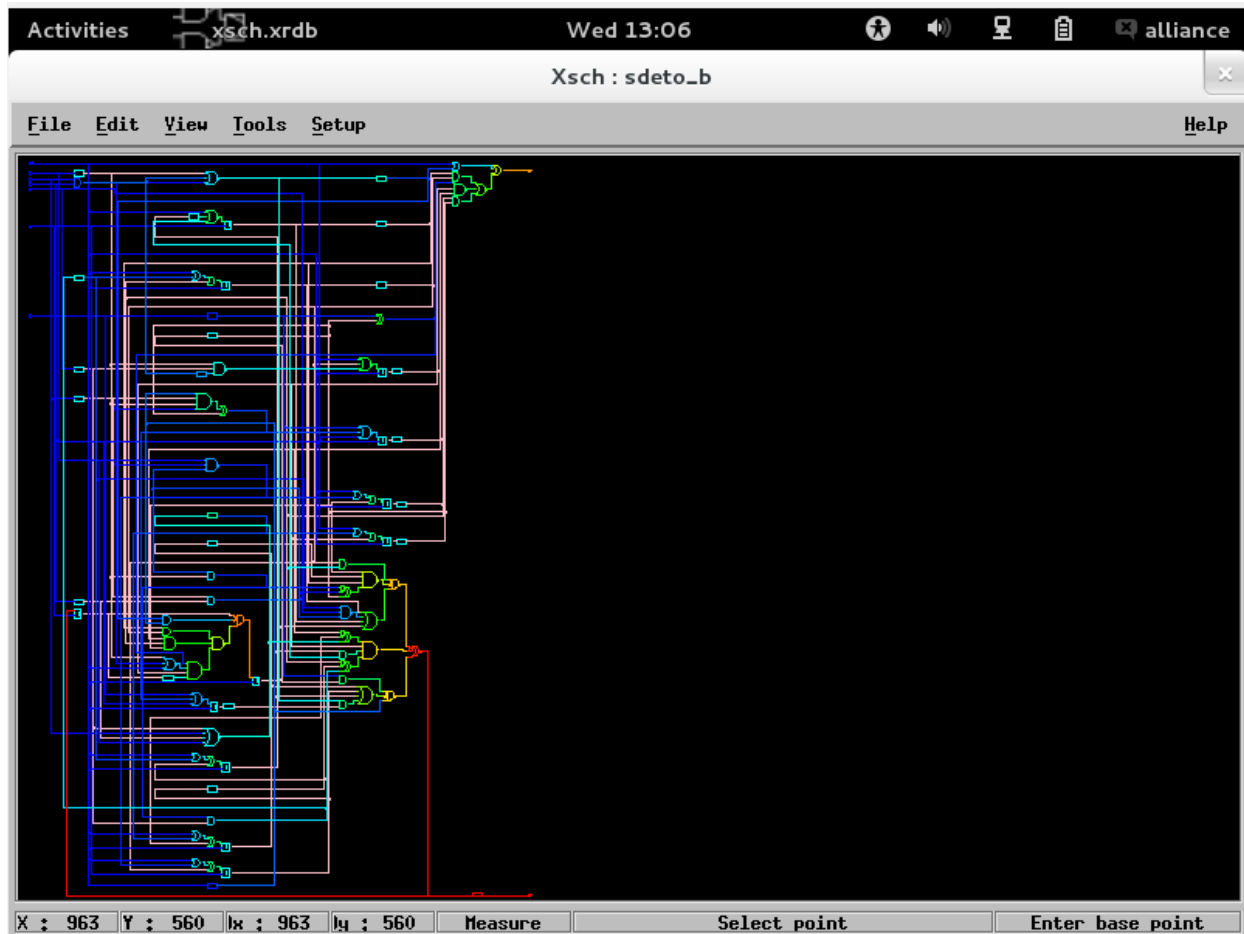 Activities xsch.xrdb Wed 13:06 alliance
Xsch : sdeto_b
File Edit View Tools Setup Help
X : 963 Y : 560 dx : 963 dy : 560 Measure Select point Enter base point